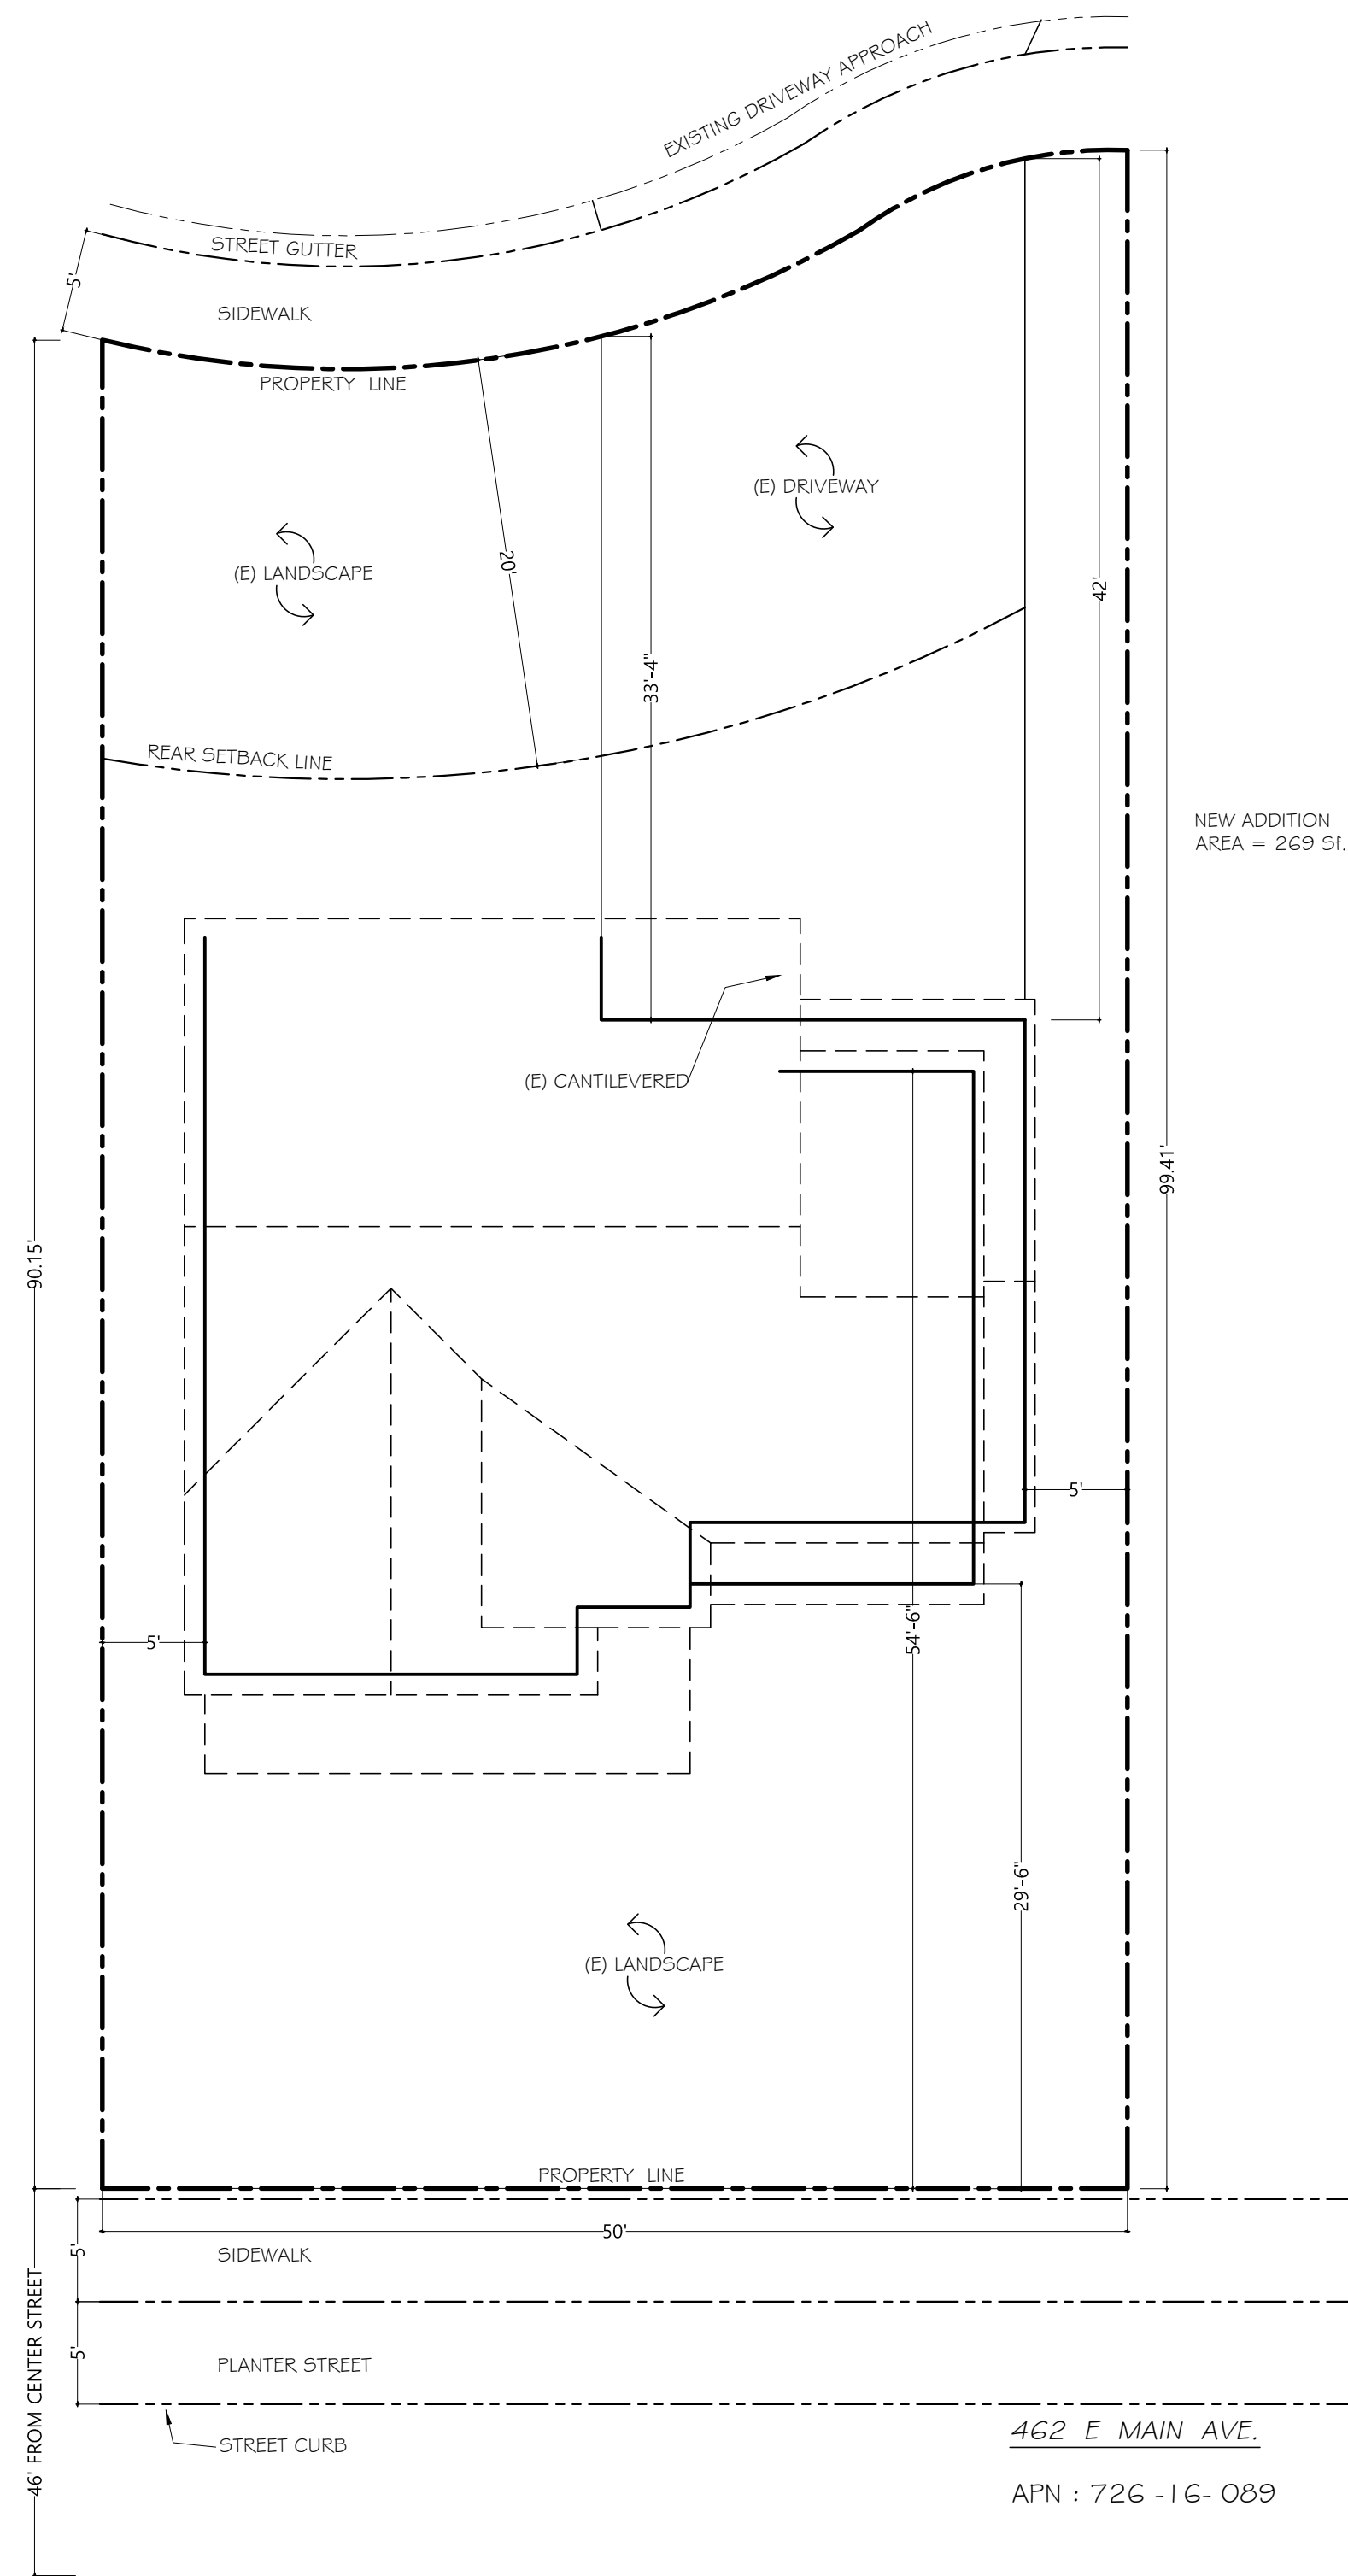 EXISTING DRIVEWAY APPROACH
STREET GUTTER
5'
SIDEWALK
PROPERTY LINE
(E) DRIVEWAY
(E) LANDSCAPE
20'
42'
33'-4"
REAR SETBACK LINE
NEW ADDITION
AREA = 269 Sf.
(E) CANTILEVERED
99.41'
90.15'
5'
5'
54'-6"
29'-6"
(E) LANDSCAPE
PROPERTY LINE
50'
5'
SIDEWALK
5'
PLANTER STREET
46' FROM CENTER STREET
STREET CURB
462 E MAIN AVE.
APN : 726 -16- 089